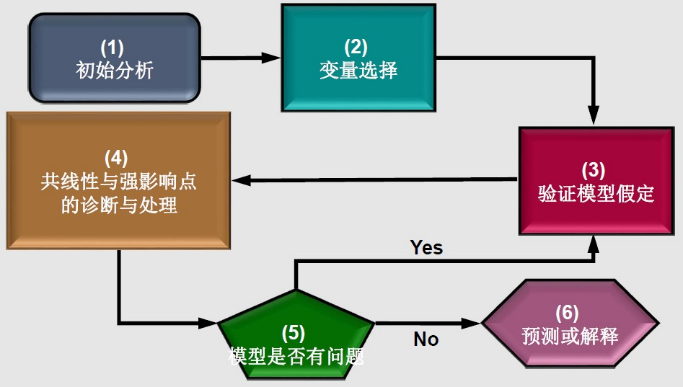 (1)
初始分析
(2)
变量选择
(3)
验证模型假定
(4)
共线性与强影响点
的诊断与处理
Yes
(5)
模型是否有问题
No
(6)
预测或解释